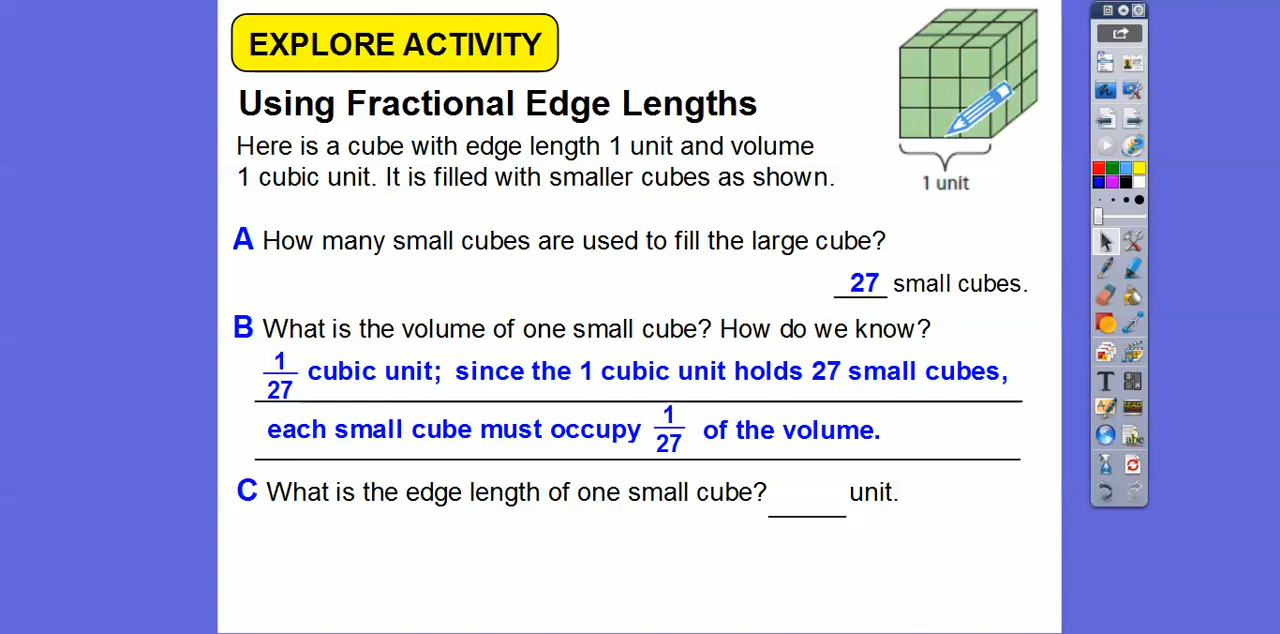 EXPLORE ACTIVITY
Using Fractional Edge Lengths
Here is a cube with edge length 1 unit and volume
1 cubic unit. It is filled with smaller cubes as shown.
1 unit
A How many small cubes are used to fill the large cube?
27 small cubes.
B What is the volume of one small cube? How do we know?
1/27 cubic unit; since the 1 cubic unit holds 27 small cubes,
each small cube must occupy 1/27 of the volume.
C What is the edge length of one small cube? ______ unit.
T
abc